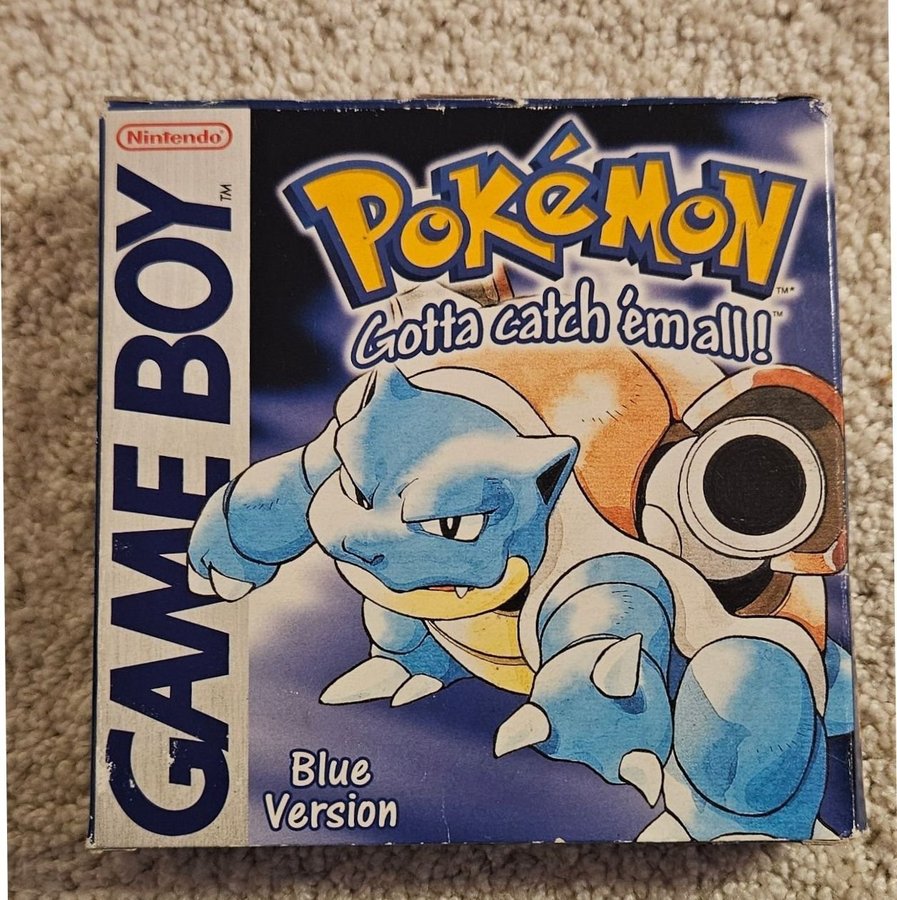 Nintendo
GAME BOY™
POKéMON™*
Gotta catch 'em all!™
Blue
Version